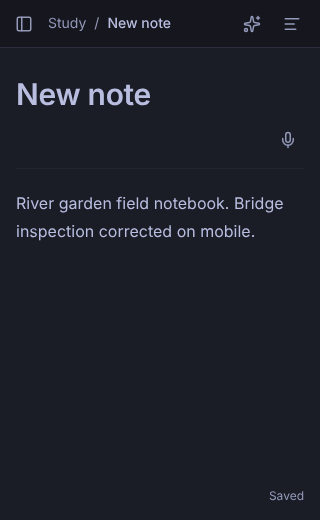 Study / New note
New note
River garden field notebook. Bridge
inspection corrected on mobile.
Saved